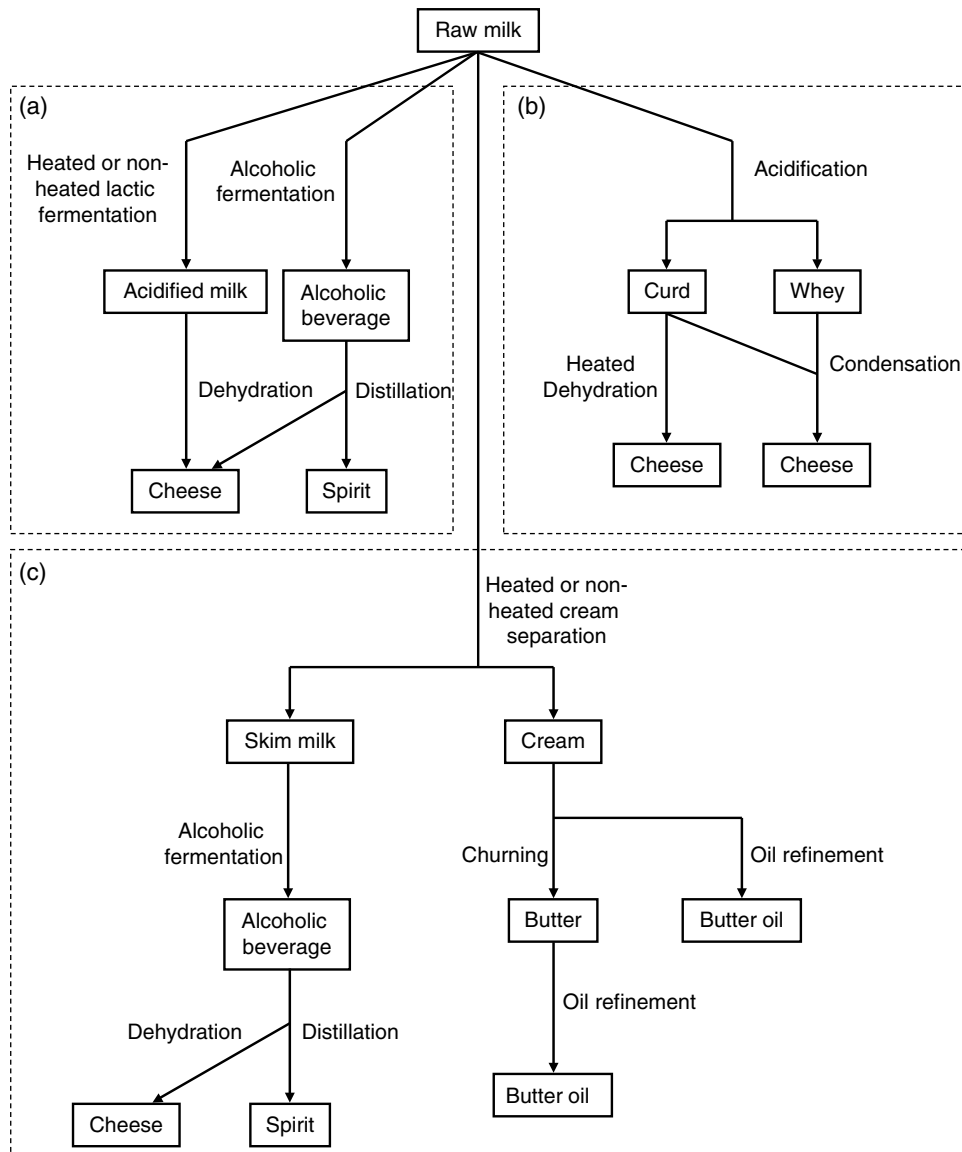 Raw milk
(a)
Heated or non-
heated lactic
fermentation
Alcoholic
fermentation
Acidified milk
Alcoholic
beverage
Dehydration
Distillation
Cheese
Spirit
(b)
Acidification
Curd
Whey
Heated
Dehydration
Condensation
Cheese
Cheese
(c)
Heated or non-
heated cream
separation
Skim milk
Cream
Alcoholic
fermentation
Churning
Oil refinement
Alcoholic
beverage
Butter
Butter oil
Dehydration
Distillation
Oil refinement
Cheese
Spirit
Butter oil